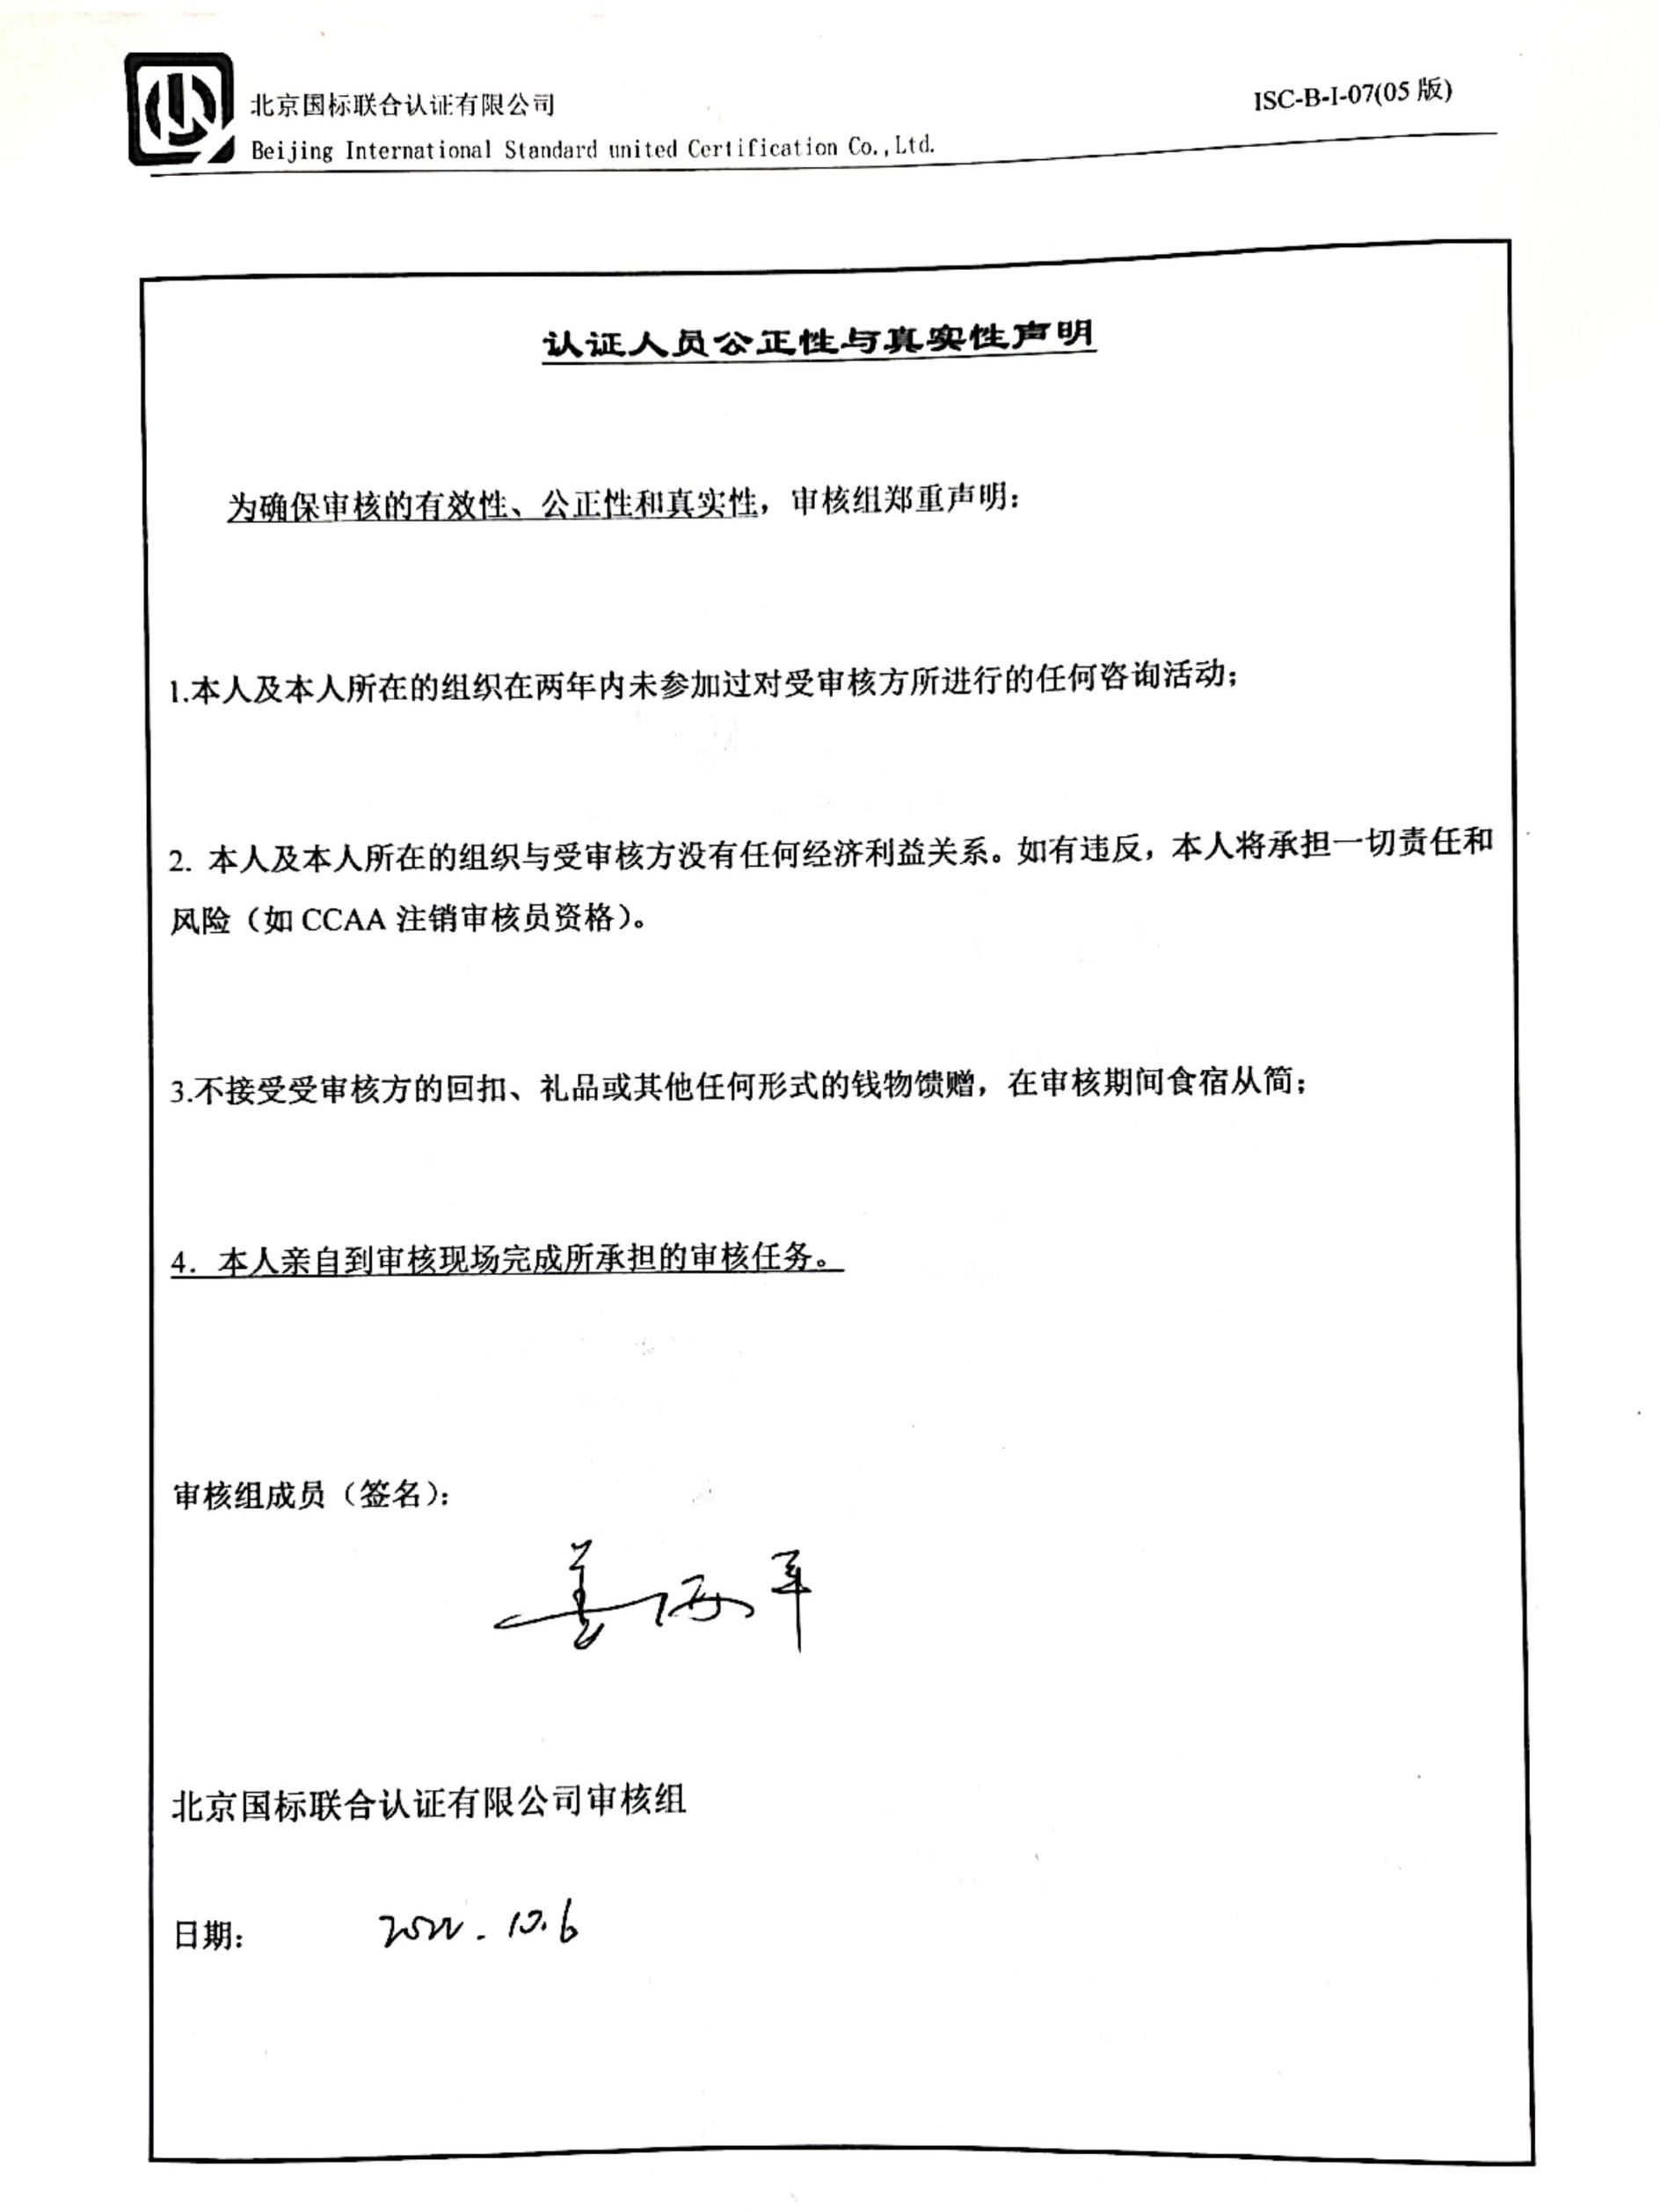 北京国标联合认证有限公司
ISC-B-I-07(05 版)
Beijing International Standard united Certification Co.,Ltd.
认证人员公正性与真实性声明
为确保审核的有效性、公正性和真实性，审核组郑重声明：
1.本人及本人所在的组织在两年内未参加过对受审核方所进行的任何咨询活动；
2. 本人及本人所在的组织与受审核方没有任何经济利益关系。如有违反，本人将承担一切责任和
风险（如 CCAA 注销审核员资格）。
3.不接受受审核方的回扣、礼品或其他任何形式的钱物馈赠，在审核期间食宿从简；
4. 本人亲自到审核现场完成所承担的审核任务。
审核组成员（签名）：
北京国标联合认证有限公司审核组
日期： 2022.10.6